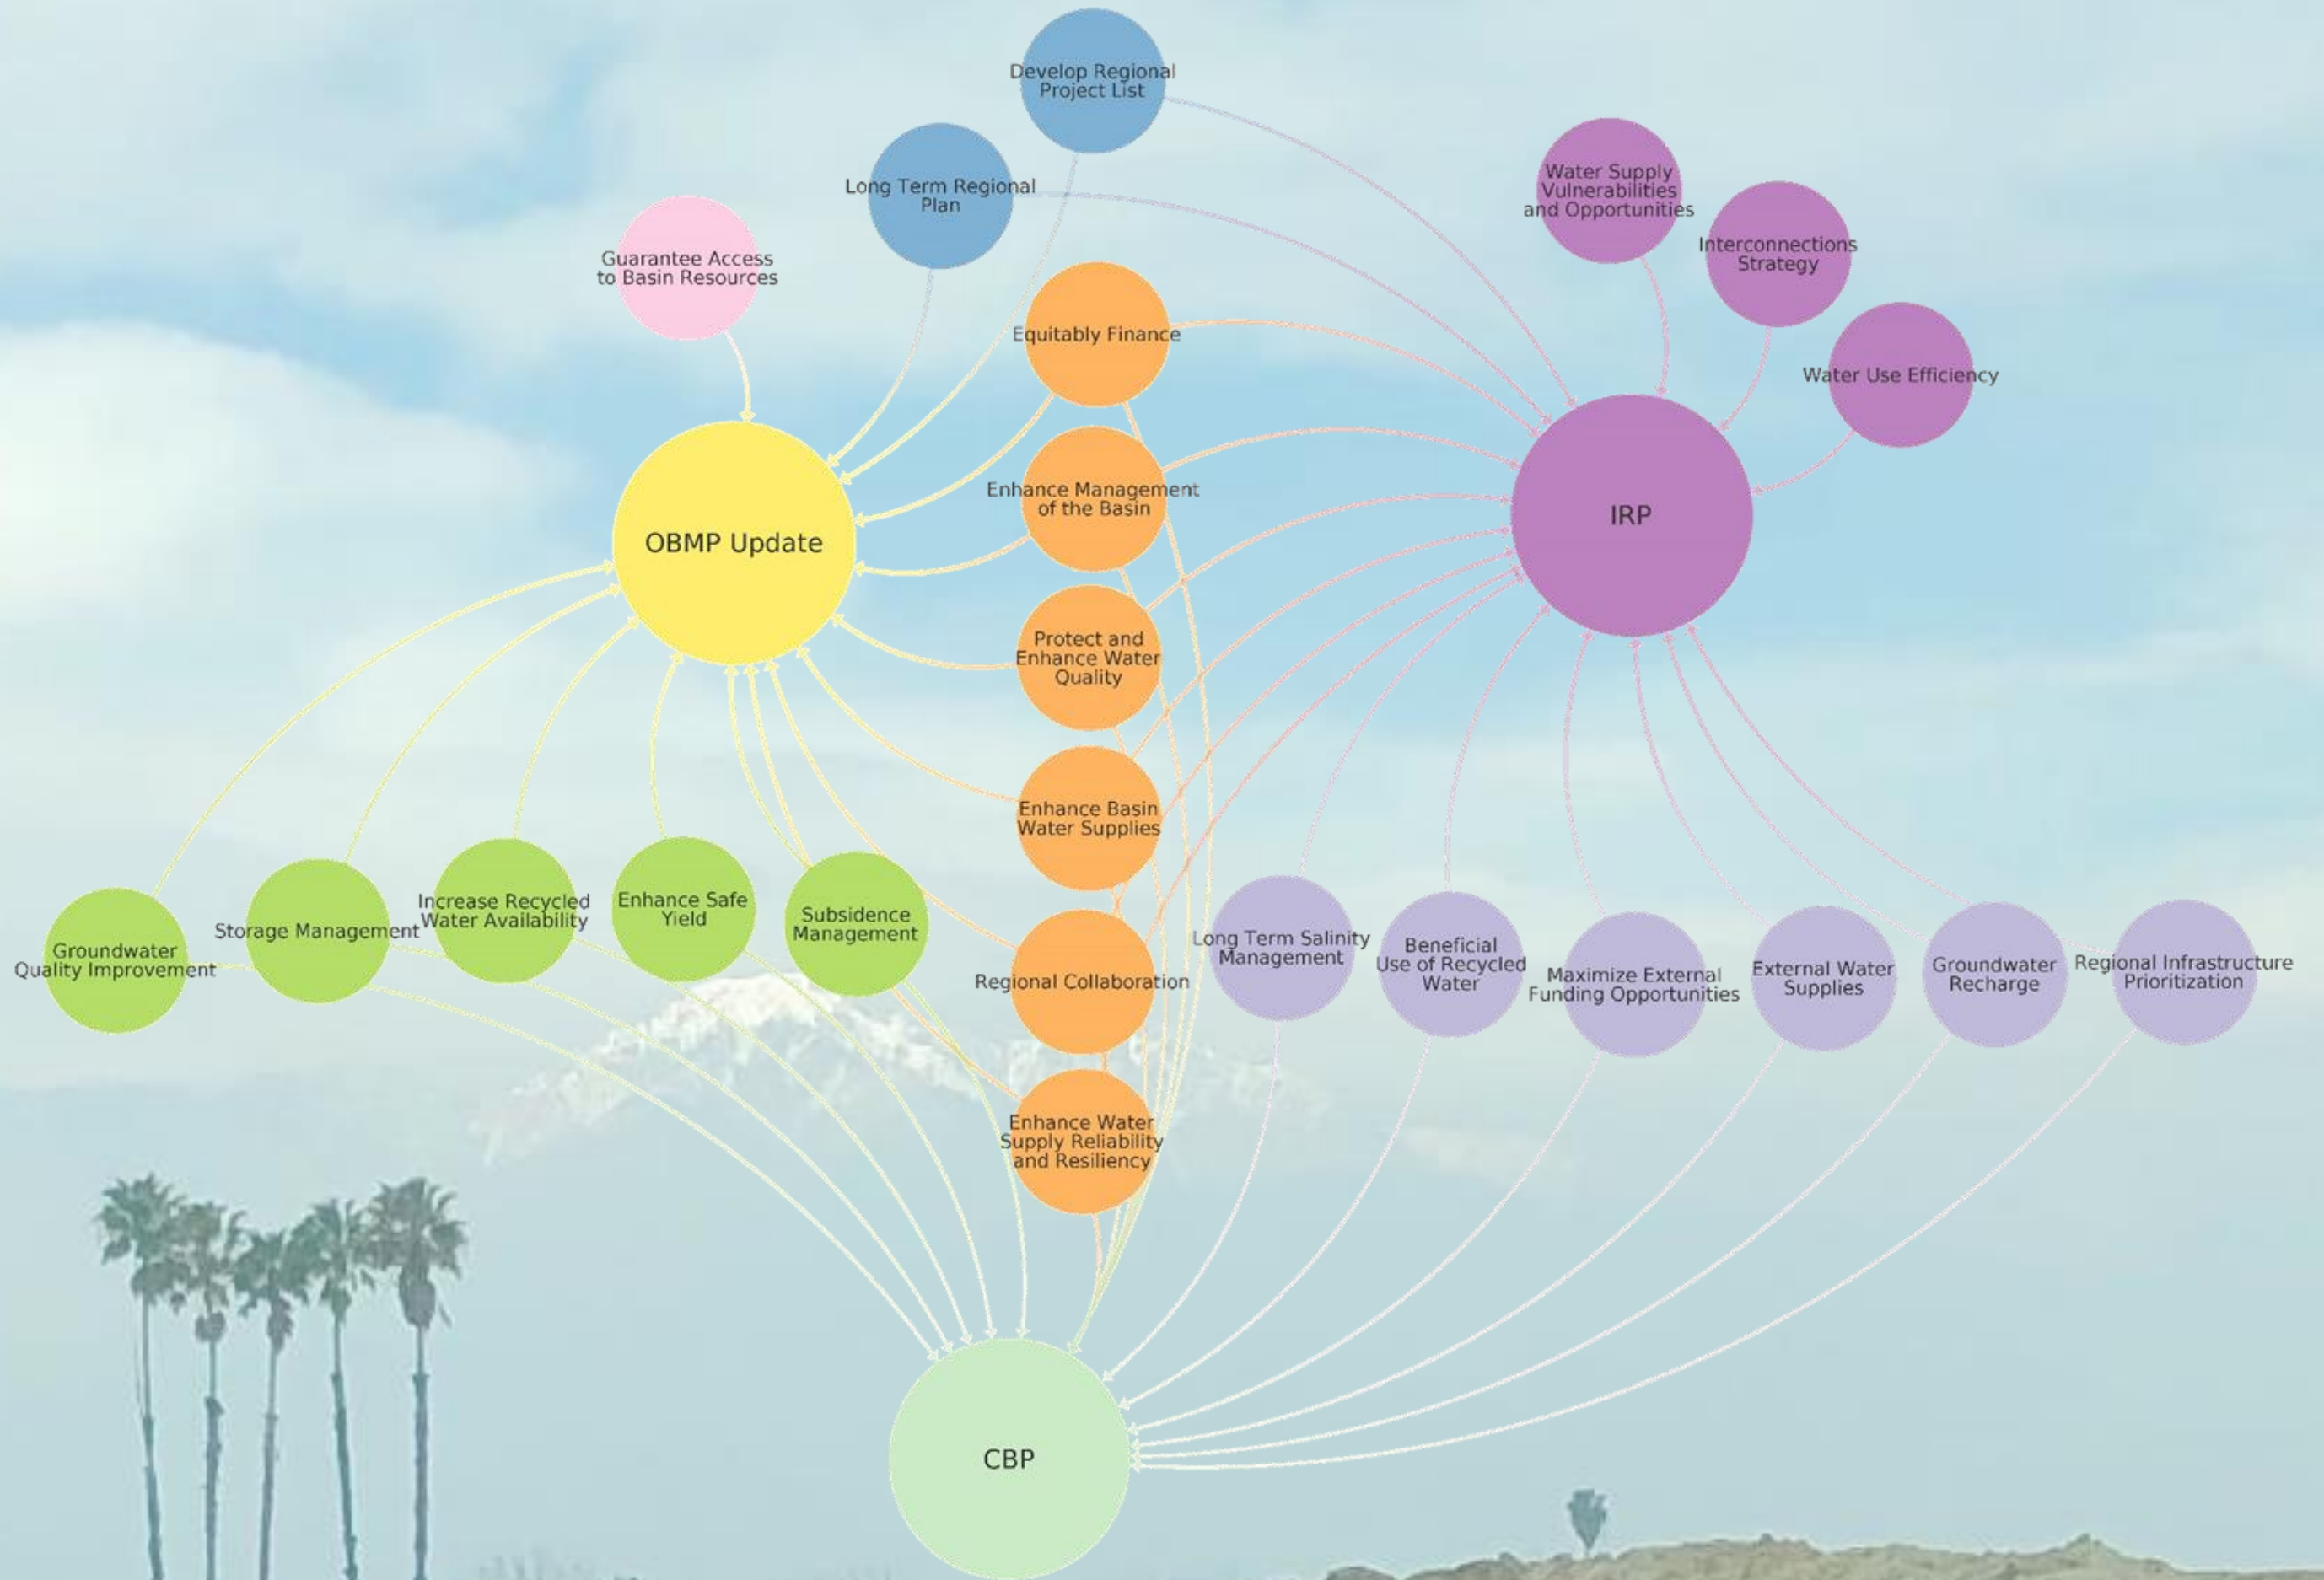 Develop Regional
Project List
Long Term Regional
Plan
Water Supply
Vulnerabilities
and Opportunities
Interconnections
Strategy
Guarantee Access
to Basin Resources
Equitably Finance
Water Use Efficiency
Enhance Management
of the Basin
IRP
OBMP Update
Protect and
Enhance Water
Quality
Enhance Basin
Water Supplies
Groundwater
Quality Improvement
Storage Management
Increase Recycled
Water Availability
Enhance Safe
Yield
Subsidence
Management
Regional Collaboration
Long Term Salinity
Management
Beneficial
Use of Recycled
Water
Maximize External
Funding Opportunities
External Water
Supplies
Groundwater
Recharge
Regional Infrastructure
Prioritization
Enhance Water
Supply Reliability
and Resiliency
CBP